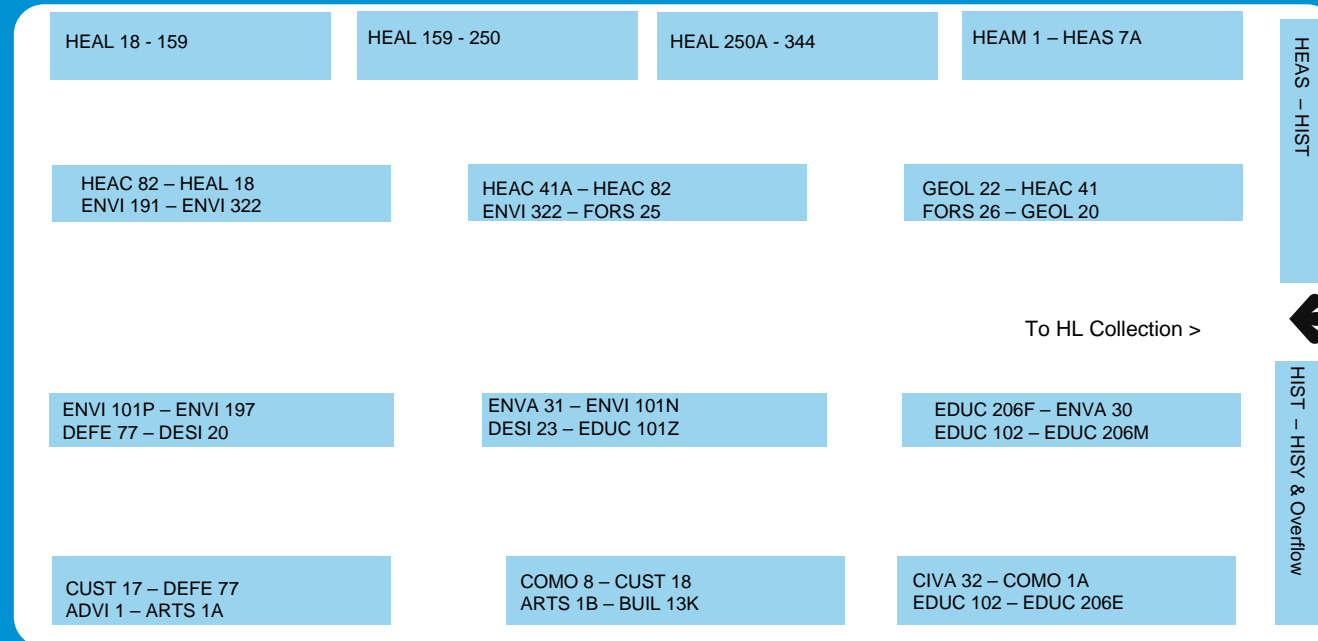 HEAL 18 - 159
HEAL 159 - 250
HEAL 250A - 344
HEAM 1 – HEAS 7A
HEAS – HIST
HEAC 82 – HEAL 18
ENVI 191 – ENVI 322
HEAC 41A – HEAC 82
ENVI 322 – FORS 25
GEOL 22 – HEAC 41
FORS 26 – GEOL 20
To HL Collection >
ENVI 101P – ENVI 197
DEFE 77 – DESI 20
ENVA 31 – ENVI 101N
DESI 23 – EDUC 101Z
EDUC 206F – ENVA 30
EDUC 102 – EDUC 206M
HIST – HISY & Overflow
CUST 17 – DEFE 77
ADVI 1 – ARTS 1A
COMO 8 – CUST 18
ARTS 1B – BUIL 13K
CIVA 32 – COMO 1A
EDUC 102 – EDUC 206E